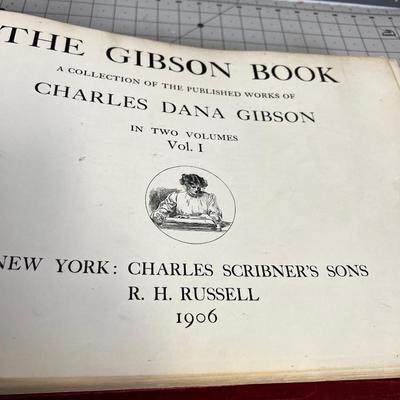 THE GIBSON BOOK
A COLLECTION OF THE PUBLISHED WORKS OF
CHARLES DANA GIBSON
IN TWO VOLUMES
Vol. I
NEW YORK: CHARLES SCRIBNER'S SONS
R. H. RUSSELL
1906